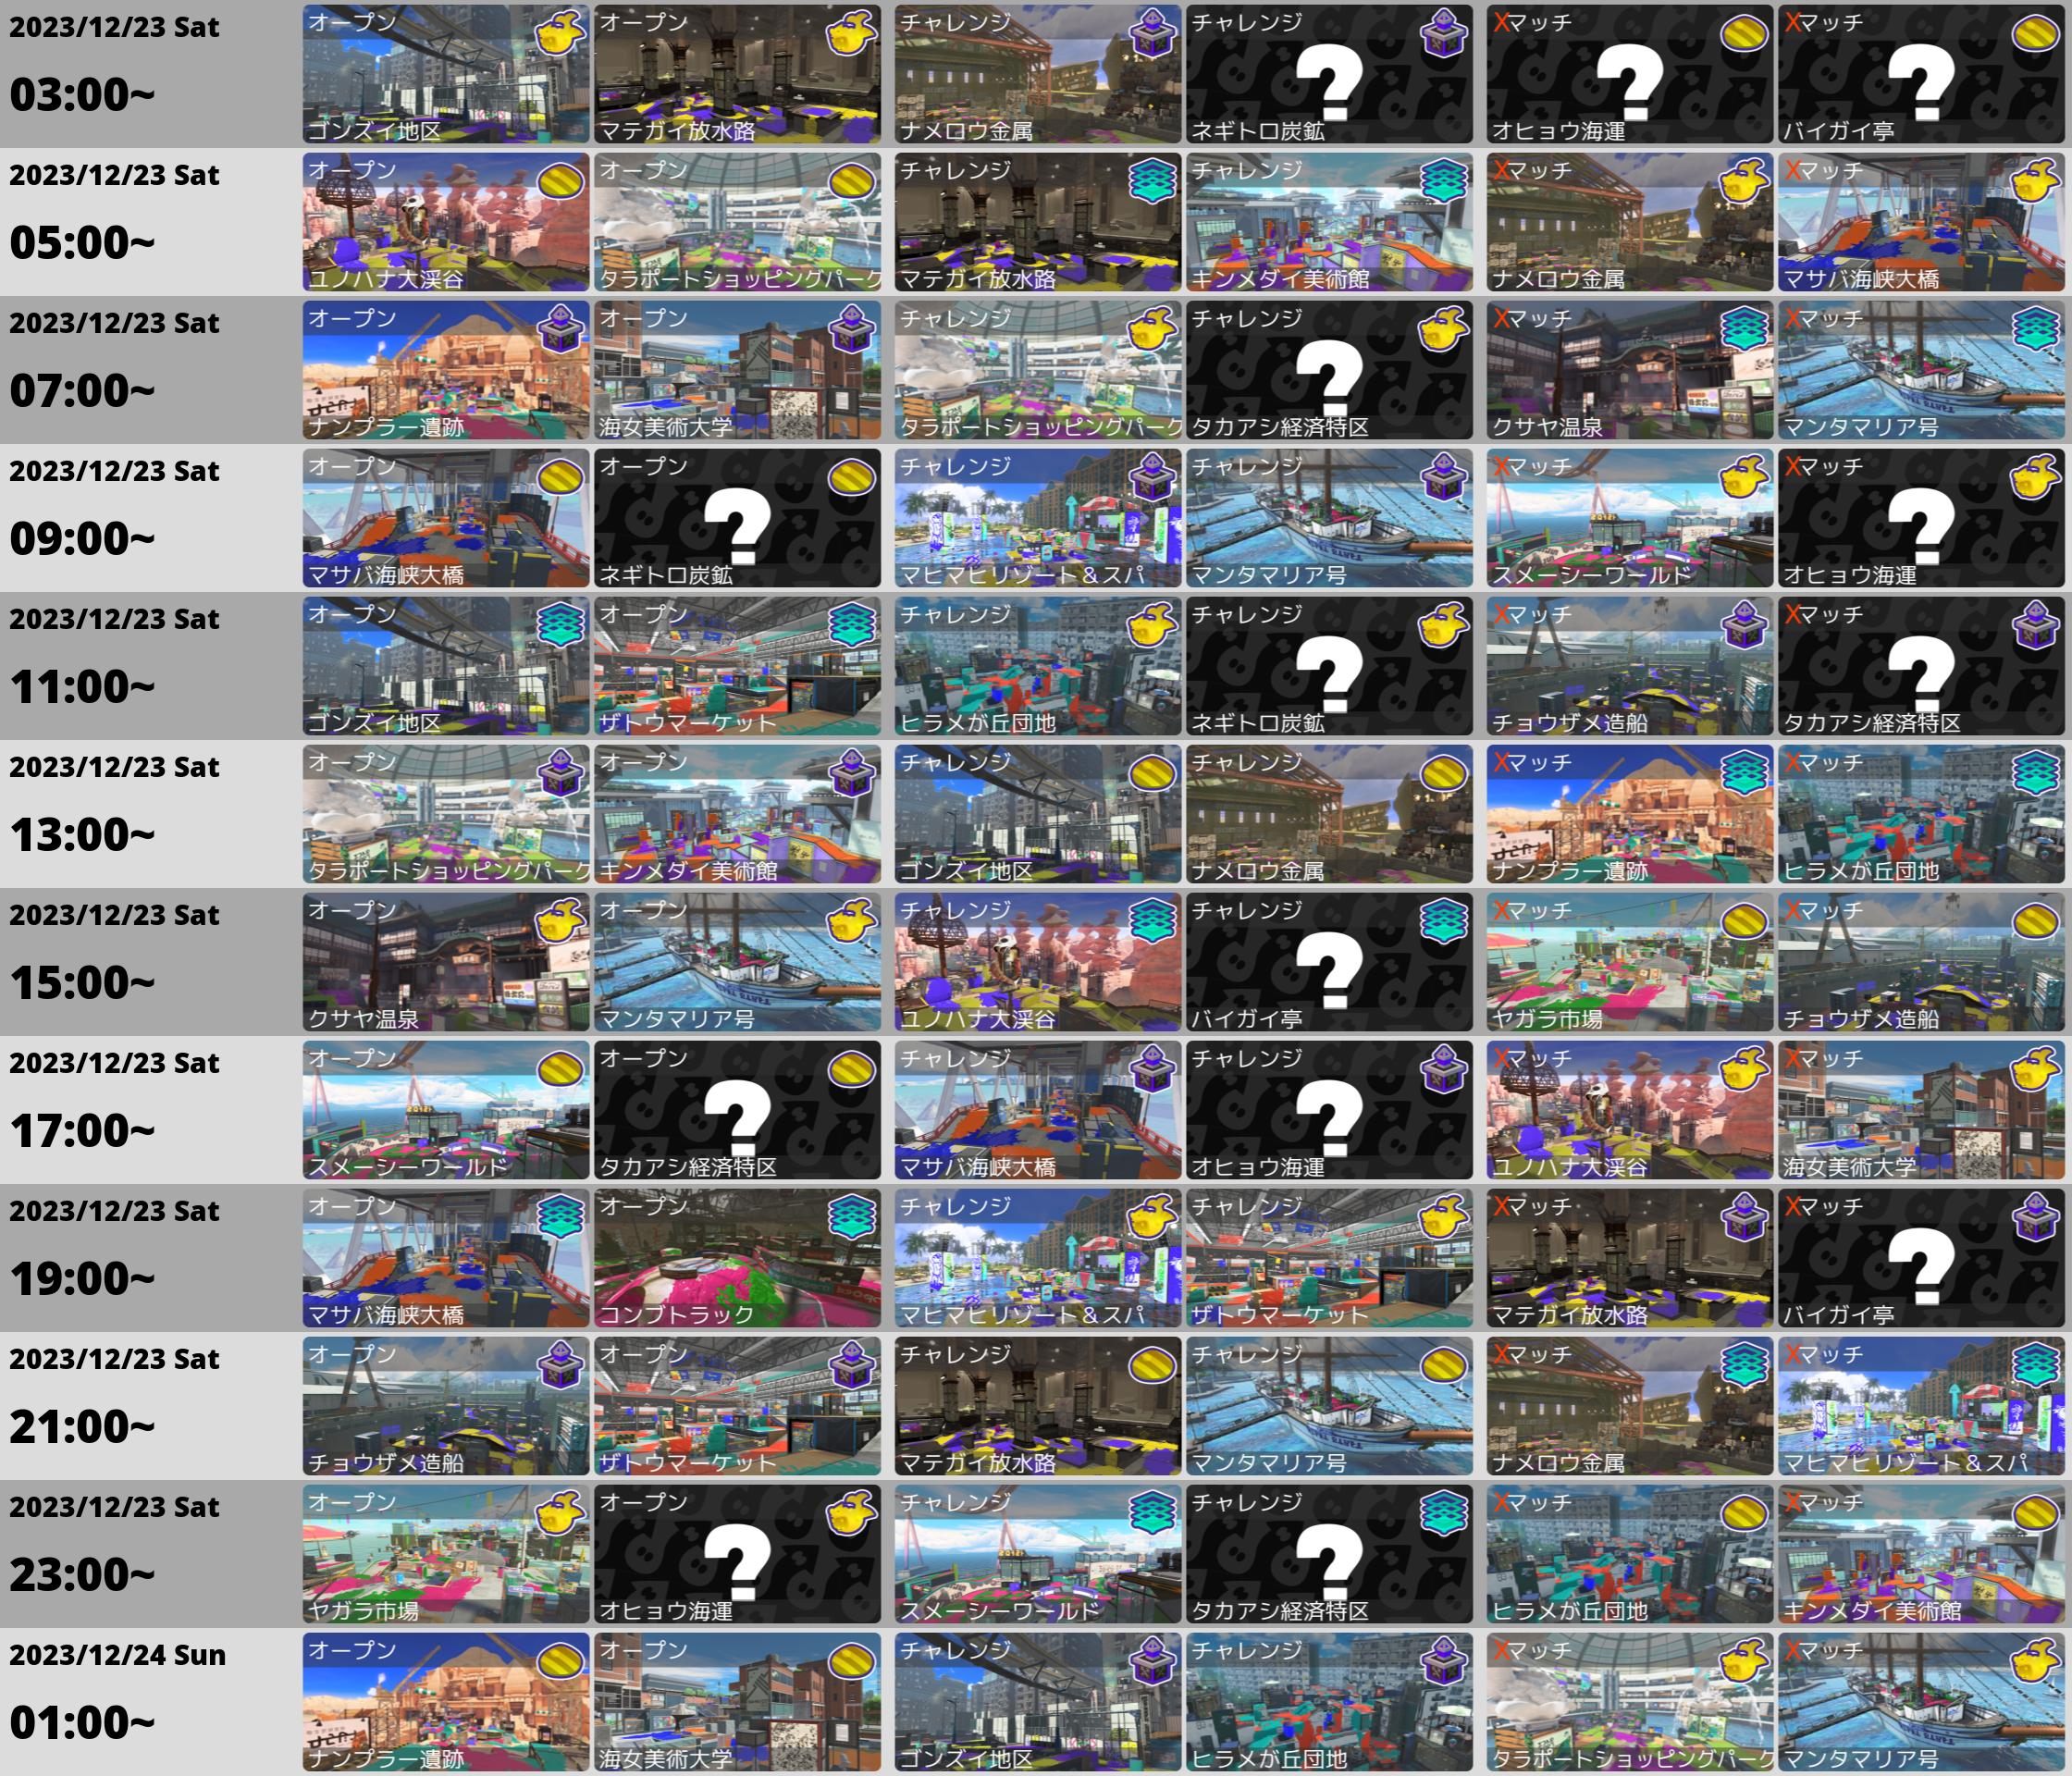 2023/12/23 Sat
03:00~
オープン オープン チャレンジ チャレンジ Xマッチ Xマッチ
ゴンズイ地区 マテガイ放水路 ナメロウ金属 ネギトロ炭鉱 オヒョウ海運 バイガイ亭
2023/12/23 Sat
05:00~
オープン オープン チャレンジ チャレンジ Xマッチ Xマッチ
ユノハナ大渓谷 タラポートショッピングパーク マテガイ放水路 キンメダイ美術館 ナメロウ金属 マサバ海峡大橋
2023/12/23 Sat
07:00~
オープン オープン チャレンジ チャレンジ Xマッチ Xマッチ
ナンプラー遺跡 海女美術大学 タラポートショッピングパーク タカアシ経済特区 クサヤ温泉 マンタマリア号
2023/12/23 Sat
09:00~
オープン オープン チャレンジ チャレンジ Xマッチ Xマッチ
マサバ海峡大橋 ネギトロ炭鉱 マヒマヒリゾート＆スパ マンタマリア号 スメーシーワールド オヒョウ海運
2023/12/23 Sat
11:00~
オープン オープン チャレンジ チャレンジ Xマッチ Xマッチ
ゴンズイ地区 ザトウマーケット ヒラメが丘団地 ネギトロ炭鉱 チョウザメ造船 タカアシ経済特区
2023/12/23 Sat
13:00~
オープン オープン チャレンジ チャレンジ Xマッチ Xマッチ
タラポートショッピングパーク キンメダイ美術館 ゴンズイ地区 ナメロウ金属 ナンプラー遺跡 ヒラメが丘団地
2023/12/23 Sat
15:00~
オープン オープン チャレンジ チャレンジ Xマッチ Xマッチ
クサヤ温泉 マンタマリア号 ユノハナ大渓谷 バイガイ亭 ヤガラ市場 チョウザメ造船
2023/12/23 Sat
17:00~
オープン オープン チャレンジ チャレンジ Xマッチ Xマッチ
スメーシーワールド タカアシ経済特区 マサバ海峡大橋 オヒョウ海運 ユノハナ大渓谷 海女美術大学
2023/12/23 Sat
19:00~
オープン オープン チャレンジ チャレンジ Xマッチ Xマッチ
マサバ海峡大橋 コンブトラック マヒマヒリゾート＆スパ ザトウマーケット マテガイ放水路 バイガイ亭
2023/12/23 Sat
21:00~
オープン オープン チャレンジ チャレンジ Xマッチ Xマッチ
チョウザメ造船 ザトウマーケット マテガイ放水路 マンタマリア号 ナメロウ金属 マヒマヒリゾート＆スパ
2023/12/23 Sat
23:00~
オープン オープン チャレンジ チャレンジ Xマッチ Xマッチ
ヤガラ市場 オヒョウ海運 スメーシーワールド タカアシ経済特区 ヒラメが丘団地 キンメダイ美術館
2023/12/24 Sun
01:00~
オープン オープン チャレンジ チャレンジ Xマッチ Xマッチ
ナンプラー遺跡 海女美術大学 ゴンズイ地区 ヒラメが丘団地 タラポートショッピングパーク マンタマリア号